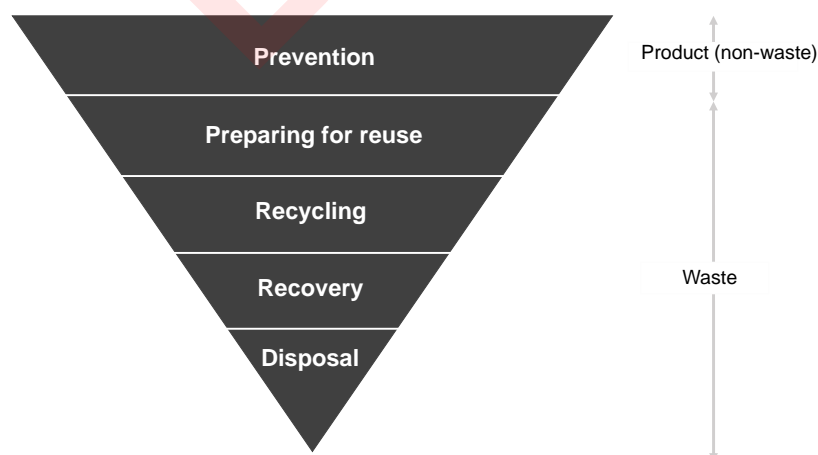 Prevention
Product (non-waste)
Preparing for reuse
Recycling
Recovery
Waste
Disposal